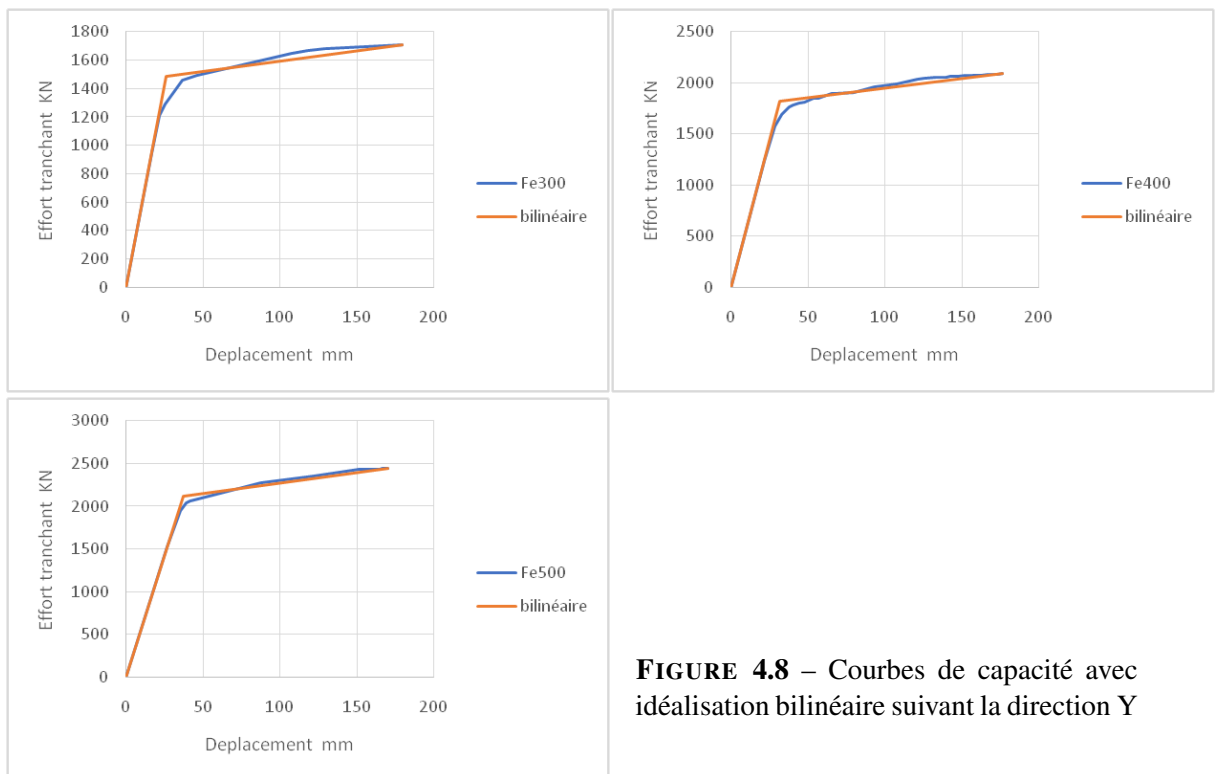 1800
1600
1400
1200
1000
800
600
400
200
0
Effort tranchant KN
0 50 100 150 200
Deplacement mm
Fe300
bilinéaire
2500
2000
1500
1000
500
0
Effort tranchant KN
0 50 100 150 200
Deplacement mm
Fe400
bilinéaire
3000
2500
2000
1500
1000
500
0
Effort tranchant KN
0 50 100 150 200
Deplacement mm
Fe500
bilinéaire
FIGURE 4.8 – Courbes de capacité avec
idéalisation bilinéaire suivant la direction Y